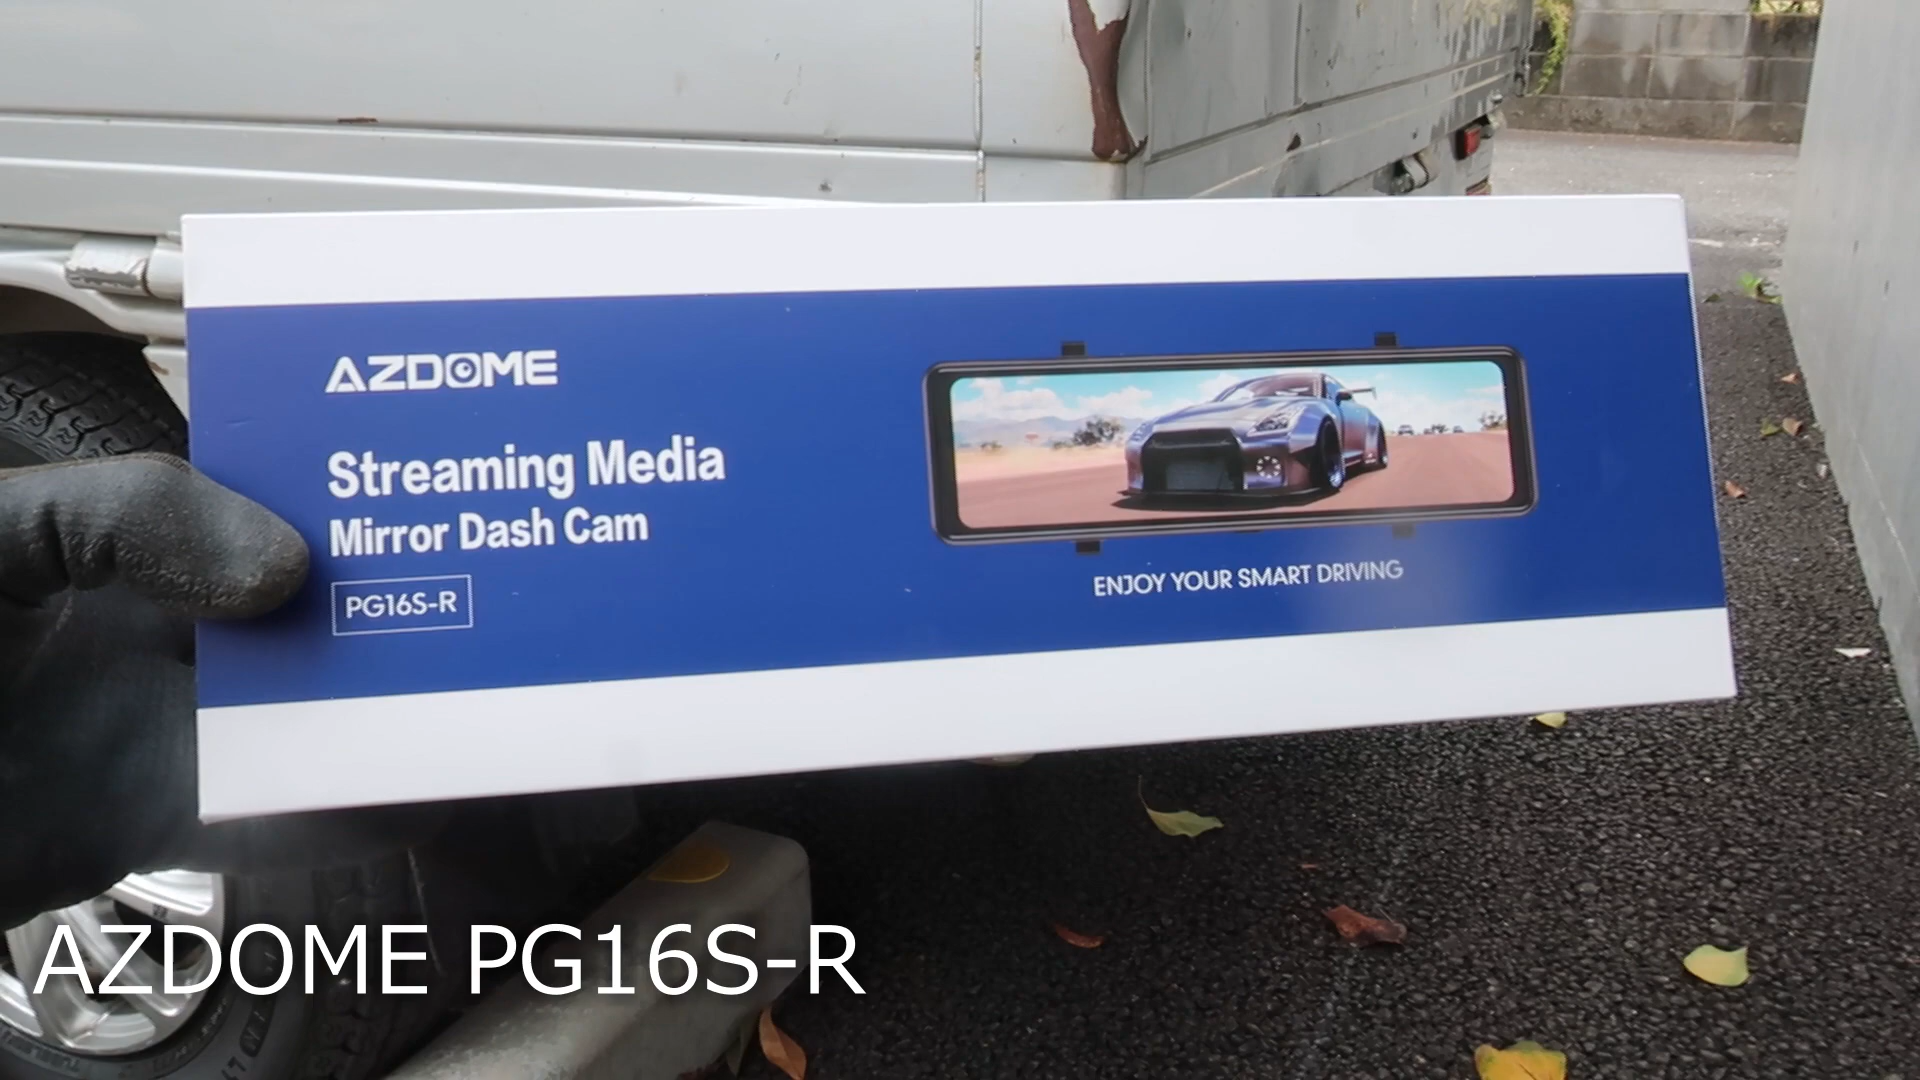 AZDOME
Streaming Media
Mirror Dash Cam
PG16S-R
ENJOY YOUR SMART DRIVING
AZDOME PG16S-R